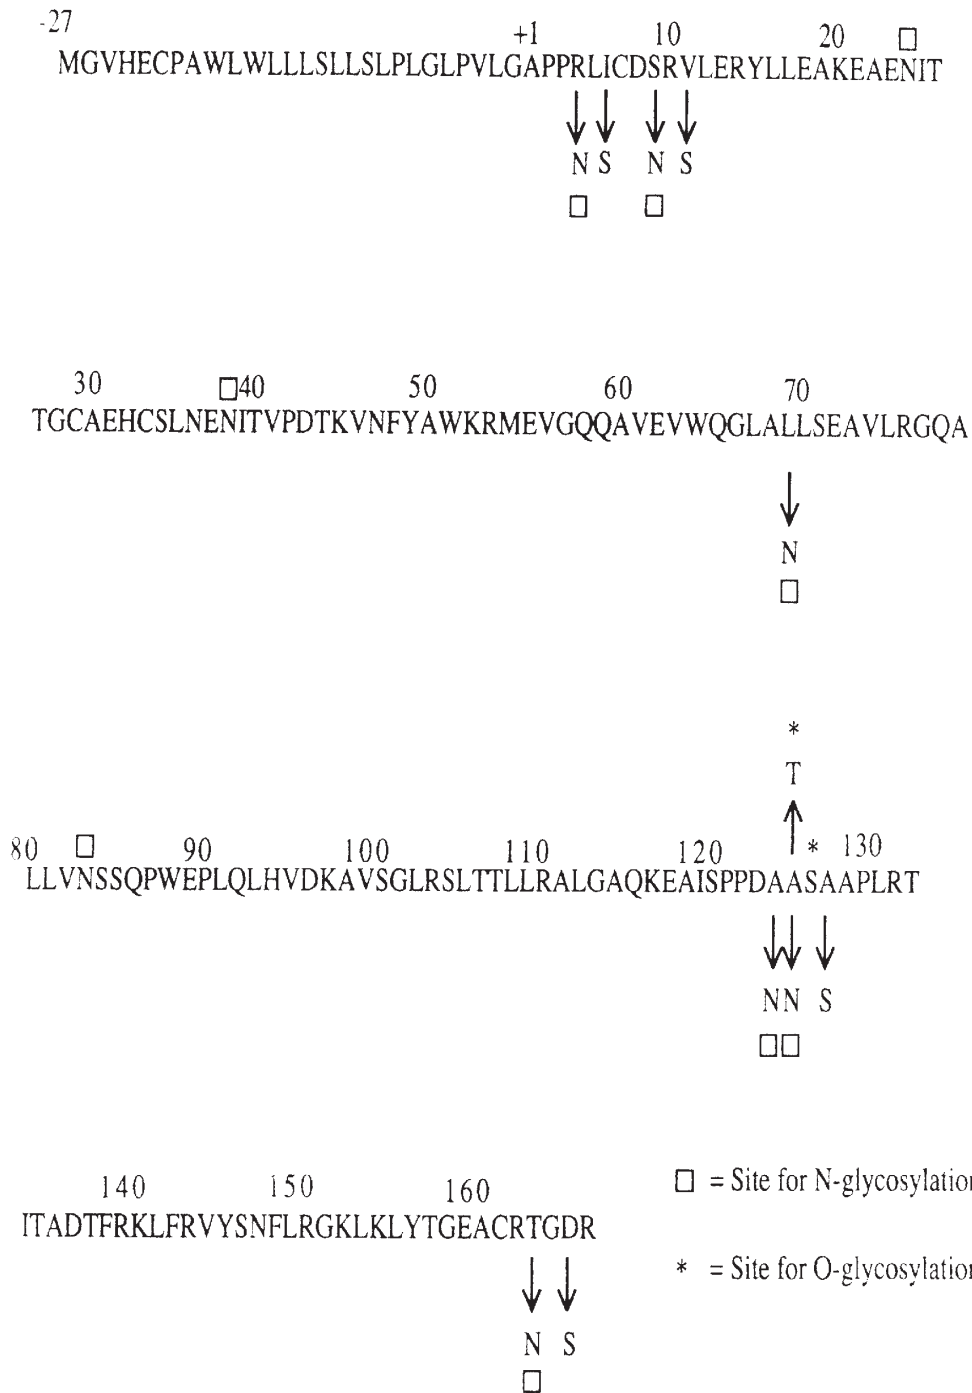 -27
+1 10 20 □
MGVHECPAWLWLLLSLLSLPLGLPVLGAPPRLICDSRVLERYLLEAKEAENIT
N S N S
□ □
30 □40 50 60 70
TGCAEHCSLNENITVPDTKVNFYAWKRMEVGQQAVEVWQGLALLSEAVLRGQA
N
□
*
T
80 □ 90 100 110 120 * 130
LLVNSSQPWEPLQLHVDKAVSGLRSLTTLLRALGAQKEAISPPDAASAAPLRT
NN S
□□
140 150 160
ITADTFRKLFRVYSNFLRGKLKLYTGEACRTGDR
N S
□
□ = Site for N-glycosylation
* = Site for O-glycosylation